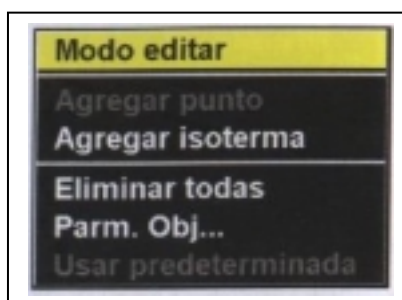 Modo editar
Agregar punto
Agregar isoterma
Eliminar todas
Parm. Obj...
Usar predeterminada